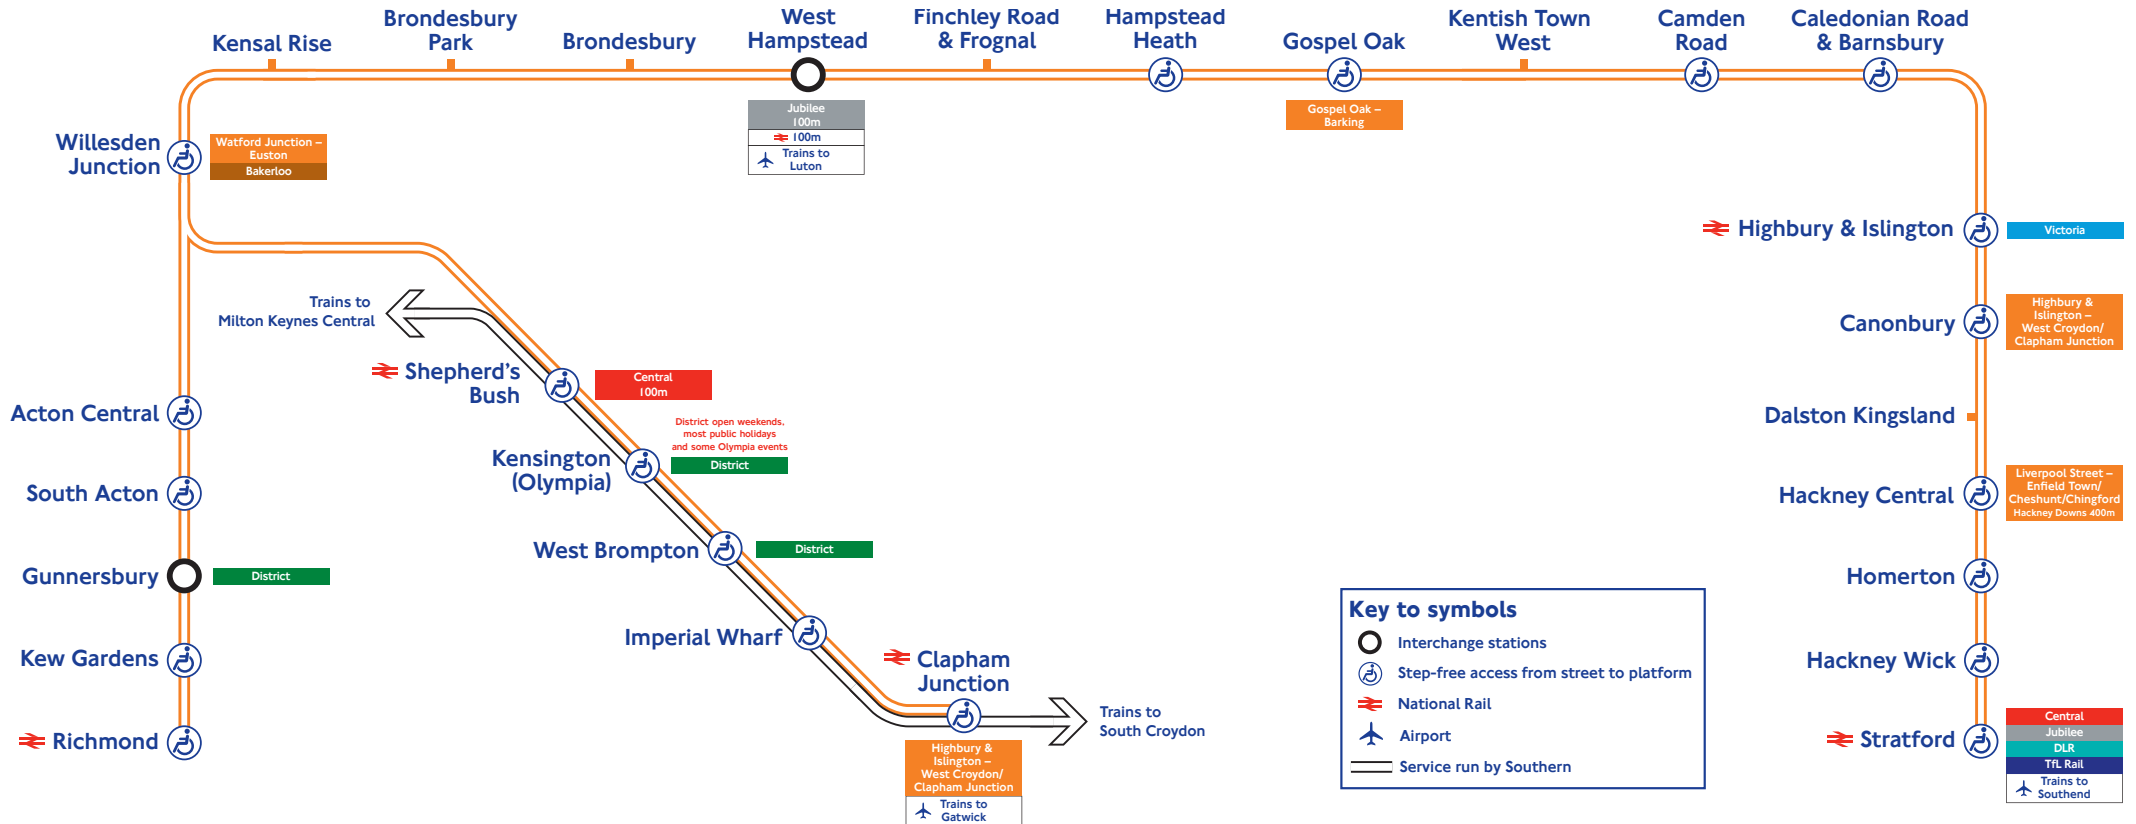 Kensal Rise
Brondesbury
Park
Brondesbury
West
Hampstead
Jubilee
100m
100m
Trains to
Luton
Finchley Road
& Frognal
Hampstead
Heath
Gospel Oak
Gospel Oak –
Barking
Kentish Town
West
Camden
Road
Caledonian Road
& Barnsbury
Willesden
Junction
Watford Junction –
Euston
Bakerloo
Highbury & Islington
Victoria
Canonbury
Highbury &
Islington –
West Croydon/
Clapham Junction
Dalston Kingsland
Hackney Central
Liverpool Street –
Enfield Town/
Cheshunt/Chingford
Hackney Downs 400m
Homerton
Hackney Wick
Stratford
Central
Jubilee
DLR
TfL Rail
Trains to
Southend
Trains to
Milton Keynes Central
Shepherd's
Bush
Central
100m
Kensington
(Olympia)
District open weekends,
most public holidays
and some Olympia events
District
West Brompton
District
Imperial Wharf
Clapham
Junction
Highbury &
Islington –
West Croydon/
Clapham Junction
Trains to
Gatwick
Trains to
South Croydon
Acton Central
South Acton
Gunnersbury
District
Kew Gardens
Richmond
Key to symbols
Interchange stations
Step-free access from street to platform
National Rail
Airport
Service run by Southern